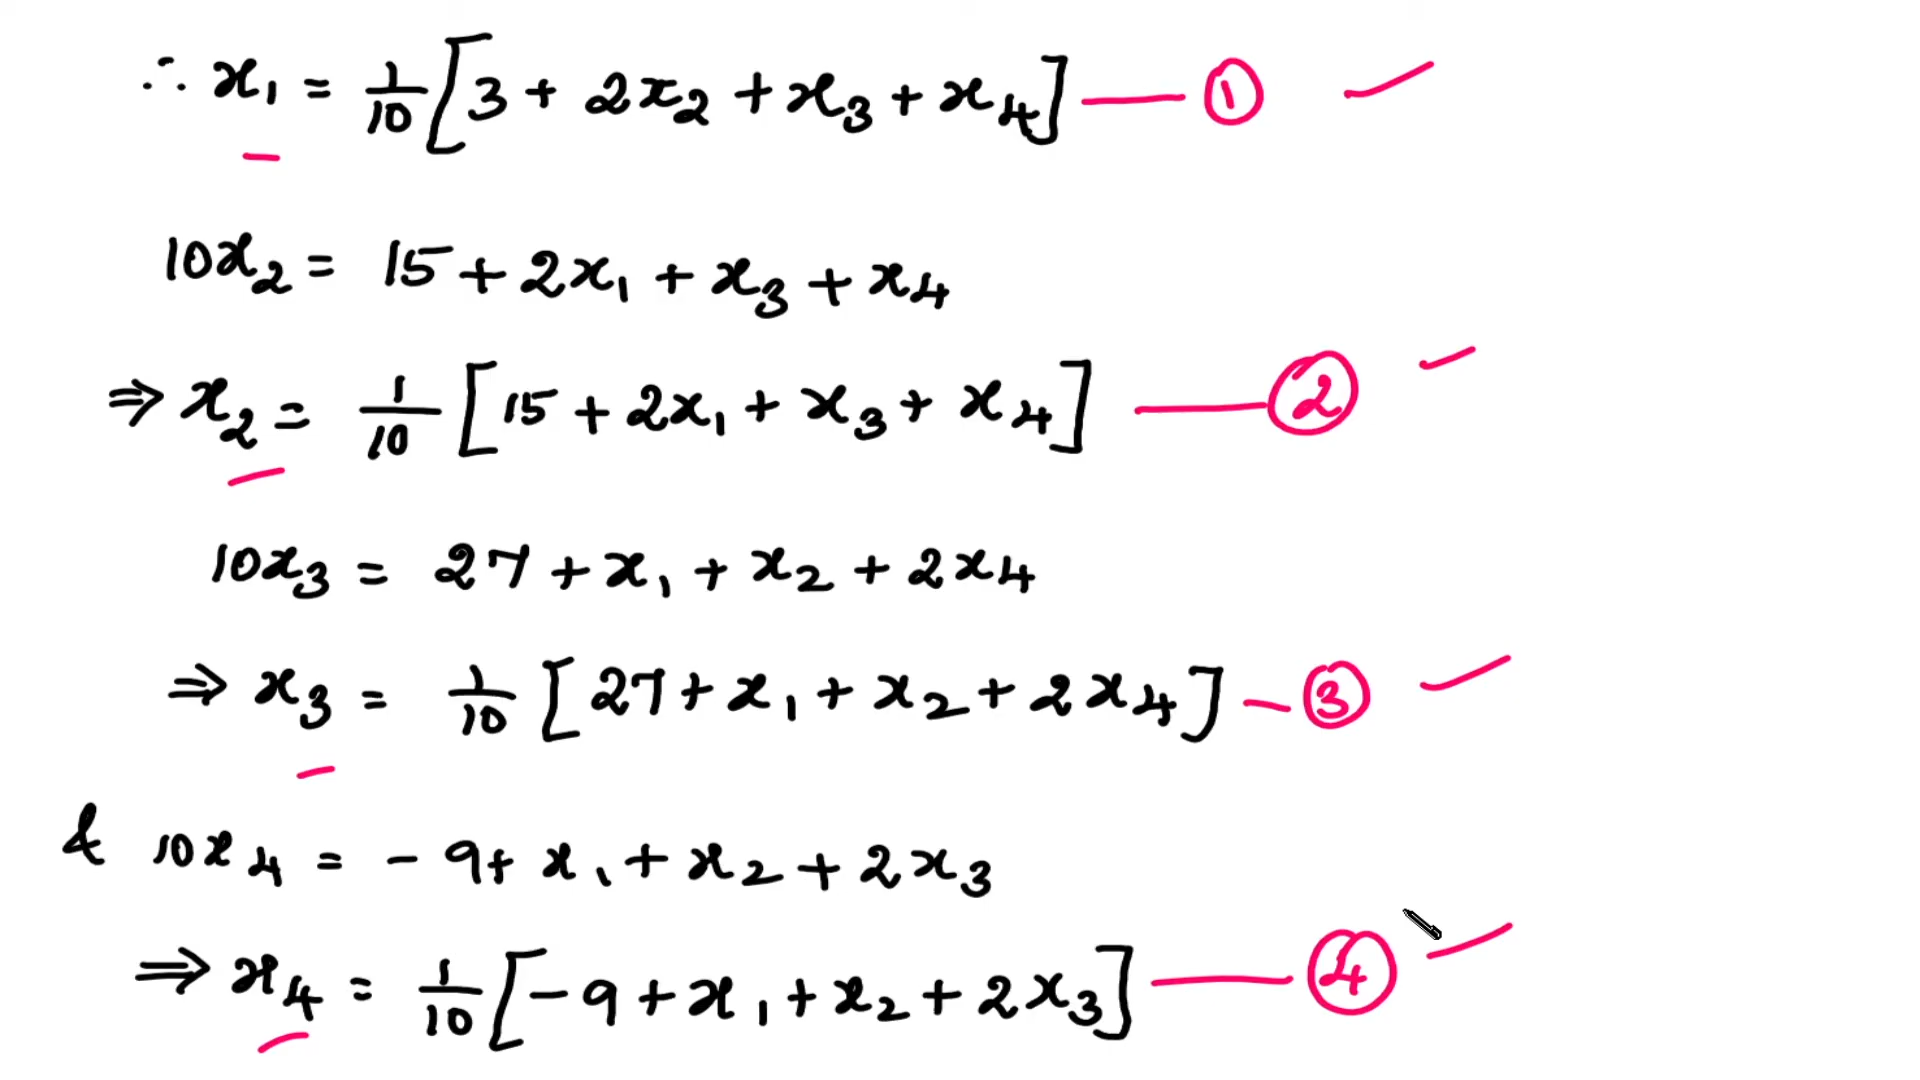 ∴ x₁ = 1/10 [3 + 2x₂ + x₃ + x₄] — ①
10x₂ = 15 + 2x₁ + x₃ + x₄
⇒ x₂ = 1/10 [15 + 2x₁ + x₃ + x₄] — ②
10x₃ = 27 + x₁ + x₂ + 2x₄
⇒ x₃ = 1/10 [27 + x₁ + x₂ + 2x₄] — ③
& 10x₄ = - 9 + x₁ + x₂ + 2x₃
⇒ x₄ = 1/10 [-9 + x₁ + x₂ + 2x₃] — ④